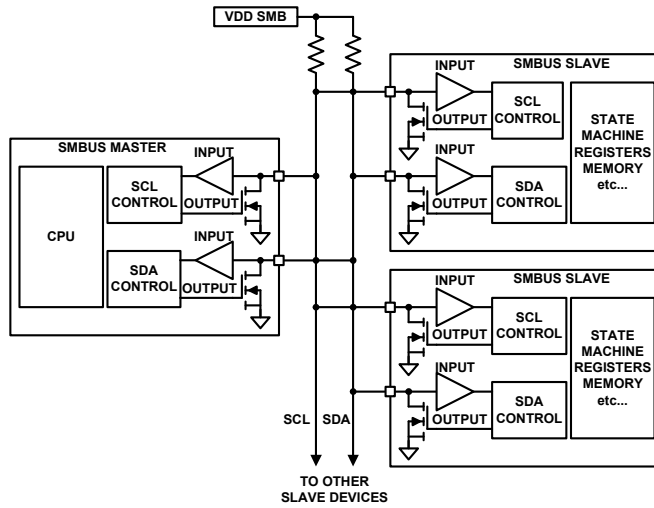 VDD SMB
SMBUS MASTER
CPU
SCL
CONTROL
INPUT
OUTPUT
SDA
CONTROL
INPUT
OUTPUT
SMBUS SLAVE
INPUT
OUTPUT
SCL
CONTROL
INPUT
OUTPUT
SDA
CONTROL
STATE
MACHINE
REGISTERS
MEMORY
etc...
SMBUS SLAVE
INPUT
OUTPUT
SCL
CONTROL
INPUT
OUTPUT
SDA
CONTROL
STATE
MACHINE
REGISTERS
MEMORY
etc...
SCL
SDA
TO OTHER
SLAVE DEVICES